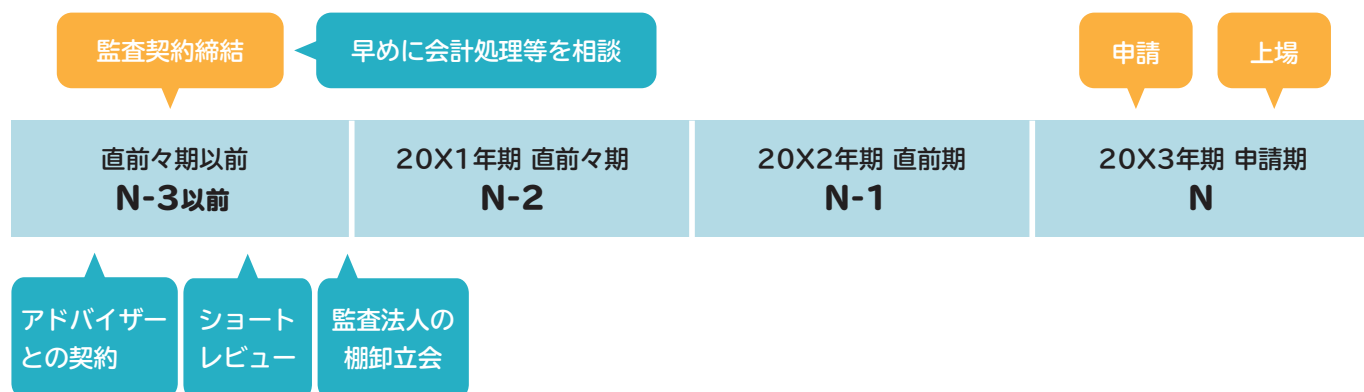 監査契約締結
早めに会計処理等を相談
申請
上場
直前々期以前
N-3以前
20X1年期 直前々期
N-2
20X2年期 直前期
N-1
20X3年期 申請期
N
アドバイザー
との契約
ショート
レビュー
監査法人の
棚卸立会